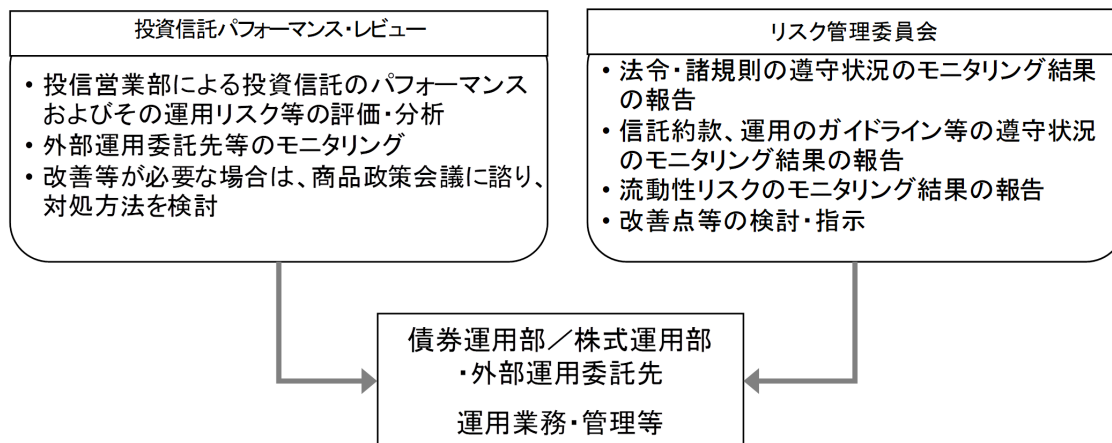 投資信託パフォーマンス・レビュー
• 投信営業部による投資信託のパフォーマンス
およびその運用リスク等の評価・分析
• 外部運用委託先等のモニタリング
• 改善等が必要な場合は、商品政策会議に諮り、
対処方法を検討
リスク管理委員会
• 法令・諸規則の遵守状況のモニタリング結果
の報告
• 信託約款、運用のガイドライン等の遵守状況
のモニタリング結果の報告
• 流動性リスクのモニタリング結果の報告
• 改善点等の検討・指示
債券運用部／株式運用部
・外部運用委託先
運用業務・管理等